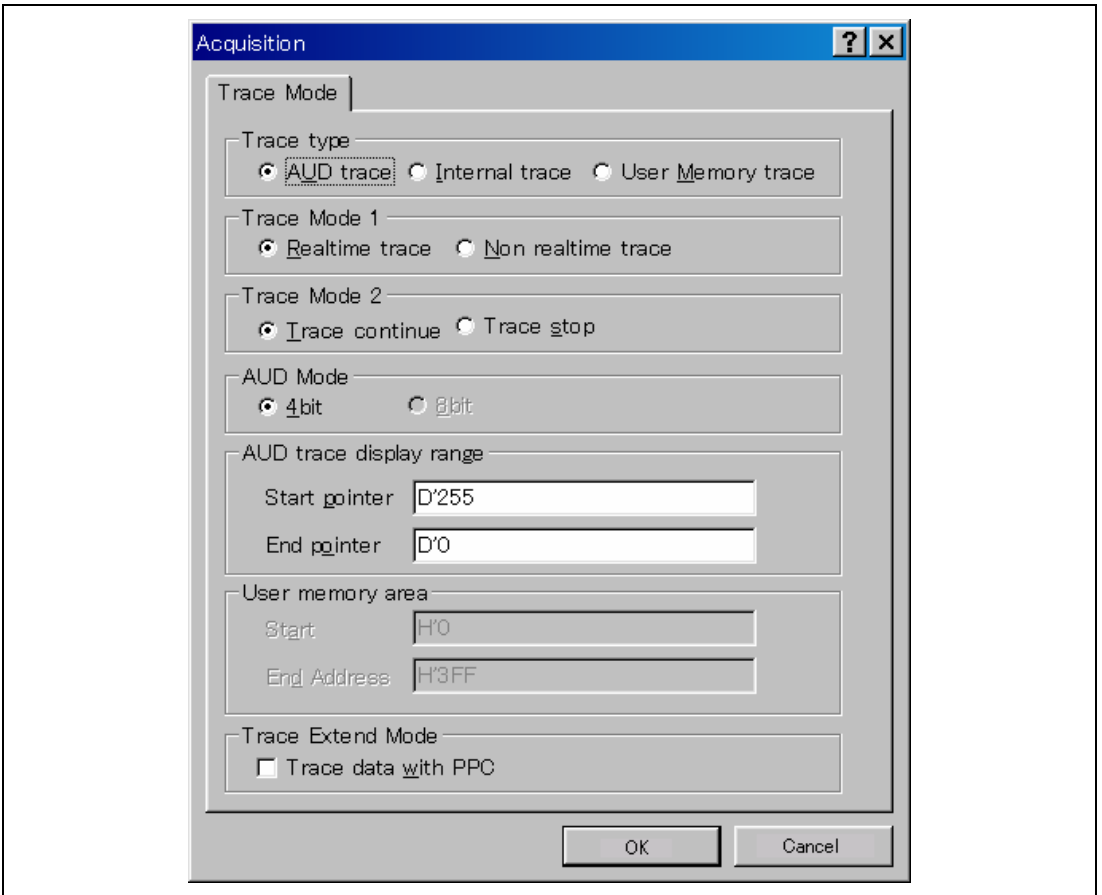 Acquisition
Trace Mode
Trace type
AUD trace Internal trace User Memory trace
Trace Mode 1
Realtime trace Non realtime trace
Trace Mode 2
Trace continue Trace stop
AUD Mode
4bit 8bit
AUD trace display range
Start pointer D'255
End pointer D'0
User memory area
Start H'0
End Address H'3FF
Trace Extend Mode
Trace data with PPC
OK Cancel